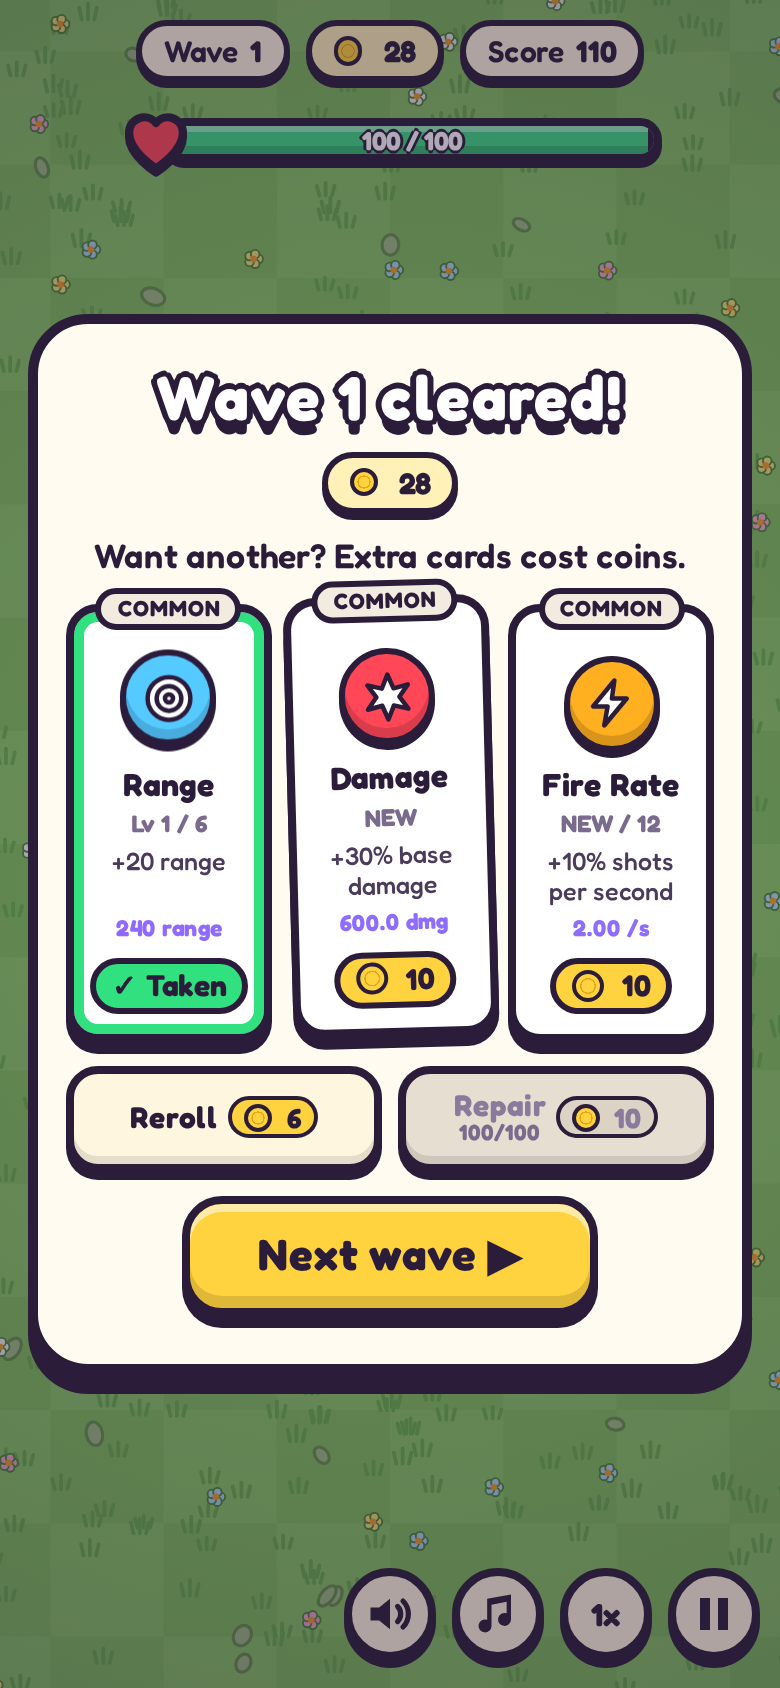 Wave 1
28
Score 110
100 / 100
Wave 1 cleared!
28
Want another? Extra cards cost coins.
COMMON
Range
Lv 1 / 6
+20 range
240 range
✓ Taken
COMMON
Damage
NEW
+30% base
damage
600.0 dmg
10
COMMON
Fire Rate
NEW / 12
+10% shots
per second
2.00 /s
10
Reroll 6
Repair 10
100/100
Next wave ▶
1x